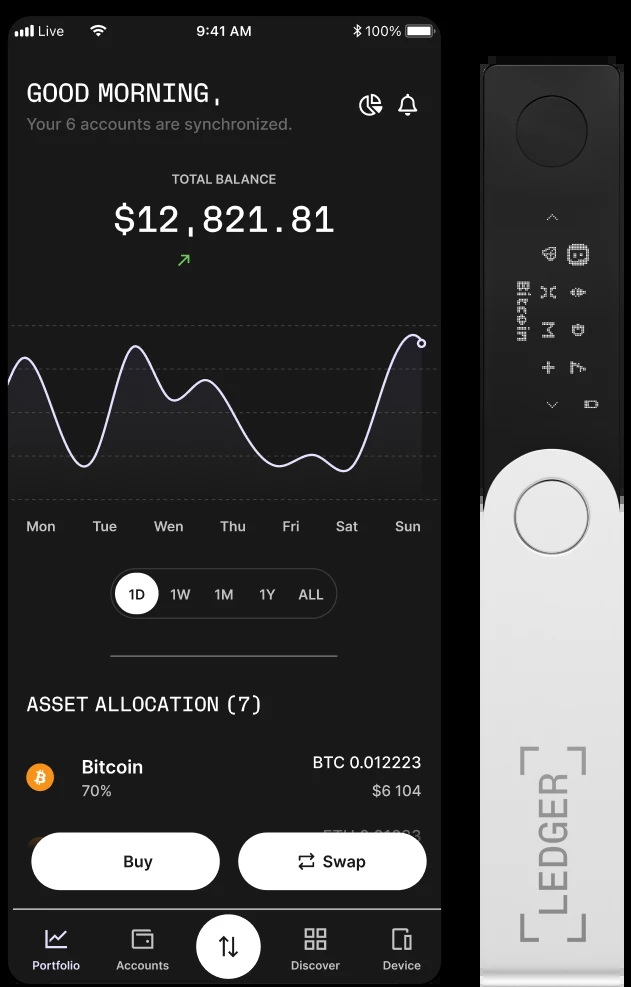 Live 9:41 AM 100%
GOOD MORNING,
Your 6 accounts are synchronized.
TOTAL BALANCE
$12,821.81
Mon Tue Wen Thu Fri Sat Sun
1D 1W 1M 1Y ALL
ASSET ALLOCATION (7)
Bitcoin BTC 0.012223
70% $6 104
Buy Swap
Portfolio Accounts Discover Device
Bitcoin
LEDGER